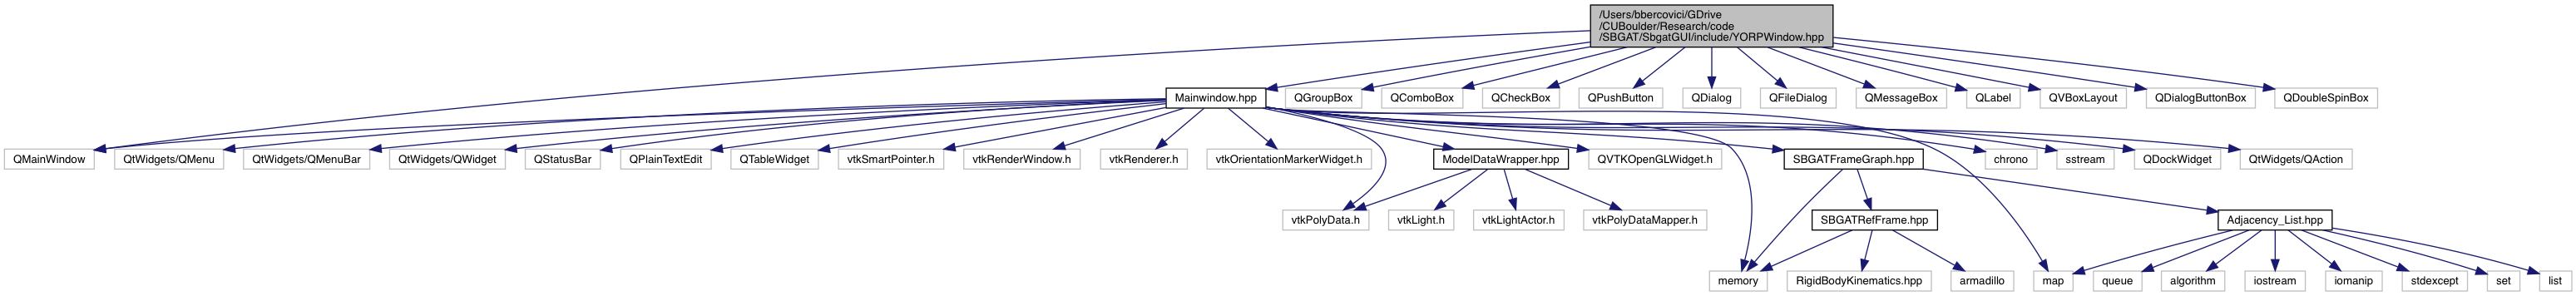 /Users/bbercovici/GDrive
/CUBoulder/Research/code
/SBGAT/SbgatGUI/include/YORPWindow.hpp
Mainwindow.hpp
QGroupBox
QComboBox
QCheckBox
QPushButton
QDialog
QFileDialog
QMessageBox
QLabel
QVBoxLayout
QDialogButtonBox
QDoubleSpinBox
QMainWindow
QtWidgets/QMenu
QtWidgets/QMenuBar
QtWidgets/QWidget
QStatusBar
QPlainTextEdit
QTableWidget
vtkSmartPointer.h
vtkRenderWindow.h
vtkRenderer.h
vtkOrientationMarkerWidget.h
ModelDataWrapper.hpp
QVTKOpenGLWidget.h
SBGATFrameGraph.hpp
chrono
sstream
QDockWidget
QtWidgets/QAction
vtkPolyData.h
vtkLight.h
vtkLightActor.h
vtkPolyDataMapper.h
SBGATRefFrame.hpp
Adjacency_List.hpp
memory
RigidBodyKinematics.hpp
armadillo
map
queue
algorithm
iostream
iomanip
stdexcept
set
list